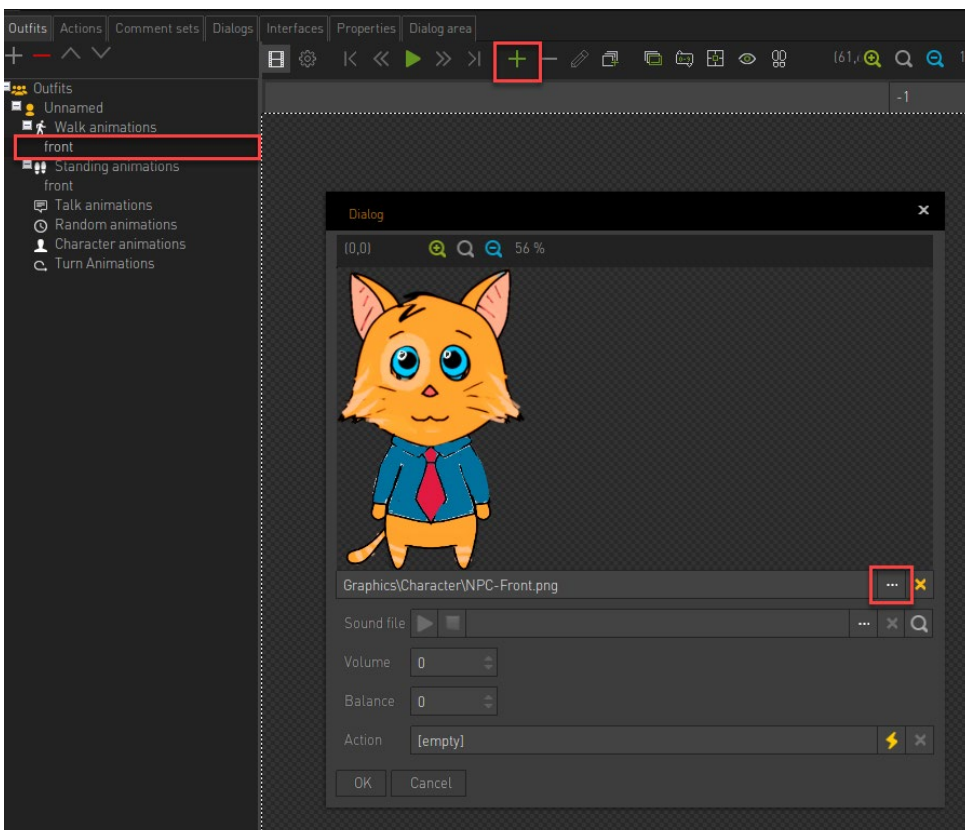 Outfits Actions Comment sets Dialogs Interfaces Properties Dialog area
(61,
-1
Outfits
Unnamed
Walk animations
front
Standing animations
front
Talk animations
Random animations
Character animations
Turn Animations
Dialog
(0,0) 56 %
Graphics\Character\NPC-Front.png
Sound file
Volume 0
Balance 0
Action [empty]
OK Cancel